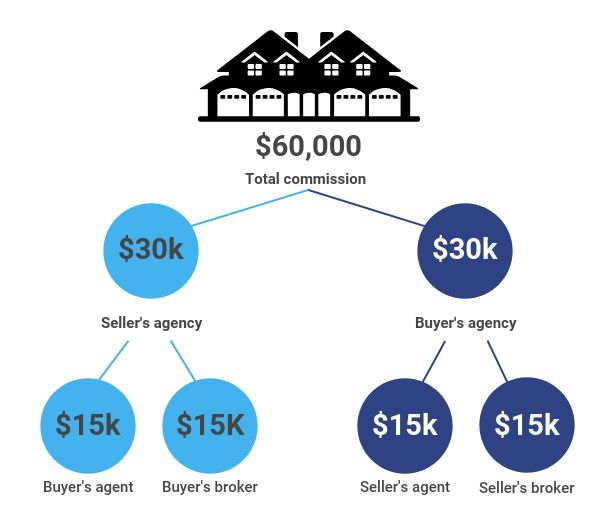 $60,000
Total commission
$30k
$30k
Seller's agency
Buyer's agency
$15k
$15K
$15k
$15k
Buyer's agent
Buyer's broker
Seller's agent
Seller's broker